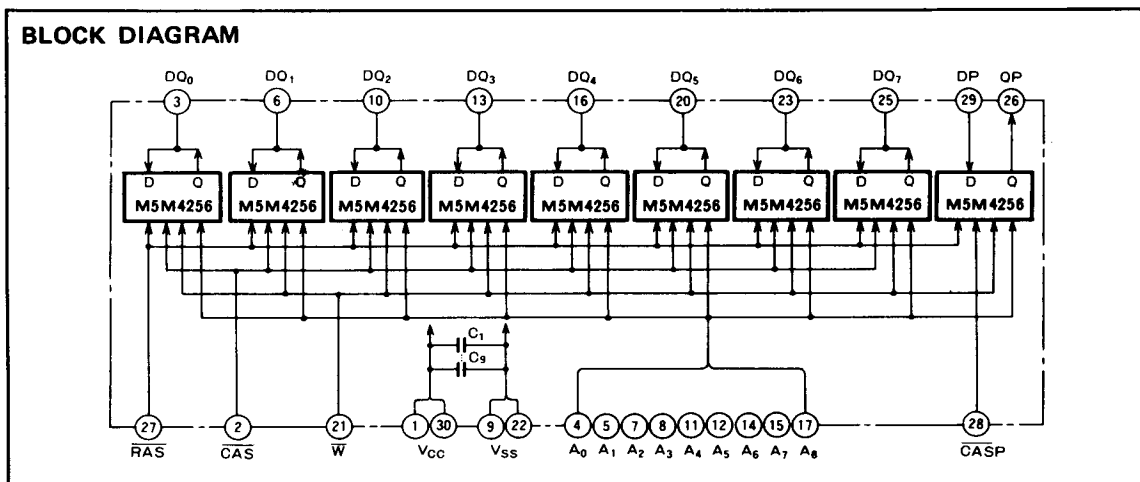 BLOCK DIAGRAM
DQ₀ DQ₁ DQ₂ DQ₃ DQ₄ DQ₅ DQ₆ DQ₇ DP QP
3 6 10 13 16 20 23 25 29 26
D Q D Q D Q D Q D Q D Q D Q D Q D Q
M5M4256 M5M4256 M5M4256 M5M4256 M5M4256 M5M4256 M5M4256 M5M4256 M5M4256
C₁
C₉
27 2 21 1 30 9 22 4 5 7 8 11 12 14 15 17 28
R̅A̅S̅ C̅A̅S̅ W̅ VCC VSS A₀ A₁ A₂ A₃ A₄ A₅ A₆ A₇ A₈ C̅A̅S̅P